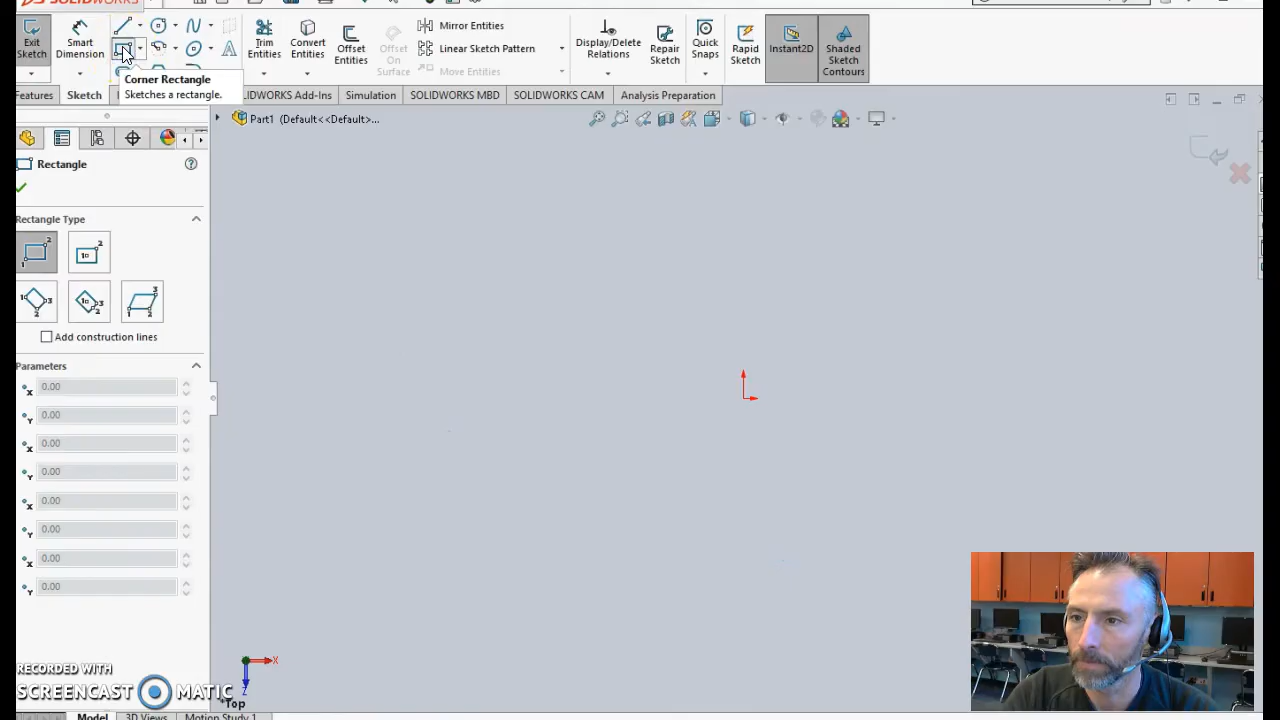 SOLIDWORKS
Exit Sketch
Smart Dimension
Trim Entities
Convert Entities
Offset Entities
Offset On Surface
Mirror Entities
Linear Sketch Pattern
Move Entities
Display/Delete Relations
Repair Sketch
Quick Snaps
Rapid Sketch
Instant2D
Shaded Sketch Contours
Corner Rectangle
Sketches a rectangle.
Features
Sketch
SOLIDWORKS Add-Ins
Simulation
SOLIDWORKS MBD
SOLIDWORKS CAM
Analysis Preparation
Part1 (Default<<Default>...
Rectangle
Rectangle Type
Add construction lines
Parameters
x 0.00
Y 0.00
x 0.00
Y 0.00
x 0.00
Y 0.00
x 0.00
Y 0.00
X
Z
*Top
RECORDED WITH
SCREENCAST MATIC
Model
3D Views
Motion Study 1